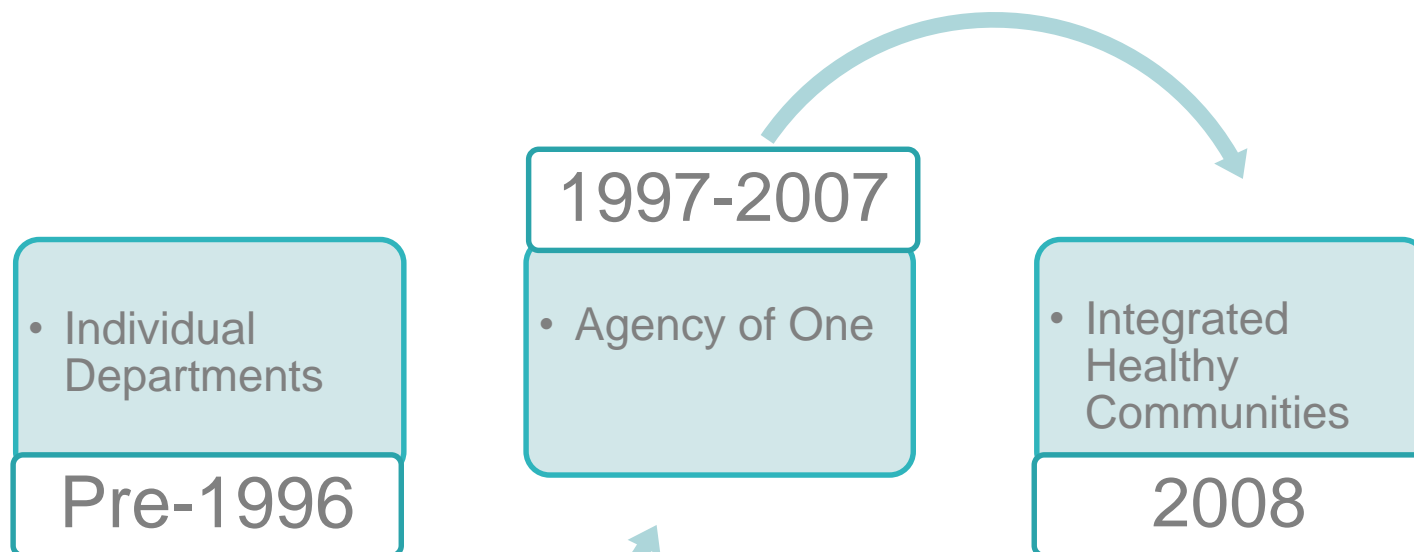 • Individual
Departments
Pre-1996
1997-2007
• Agency of One
• Integrated
Healthy
Communities
2008